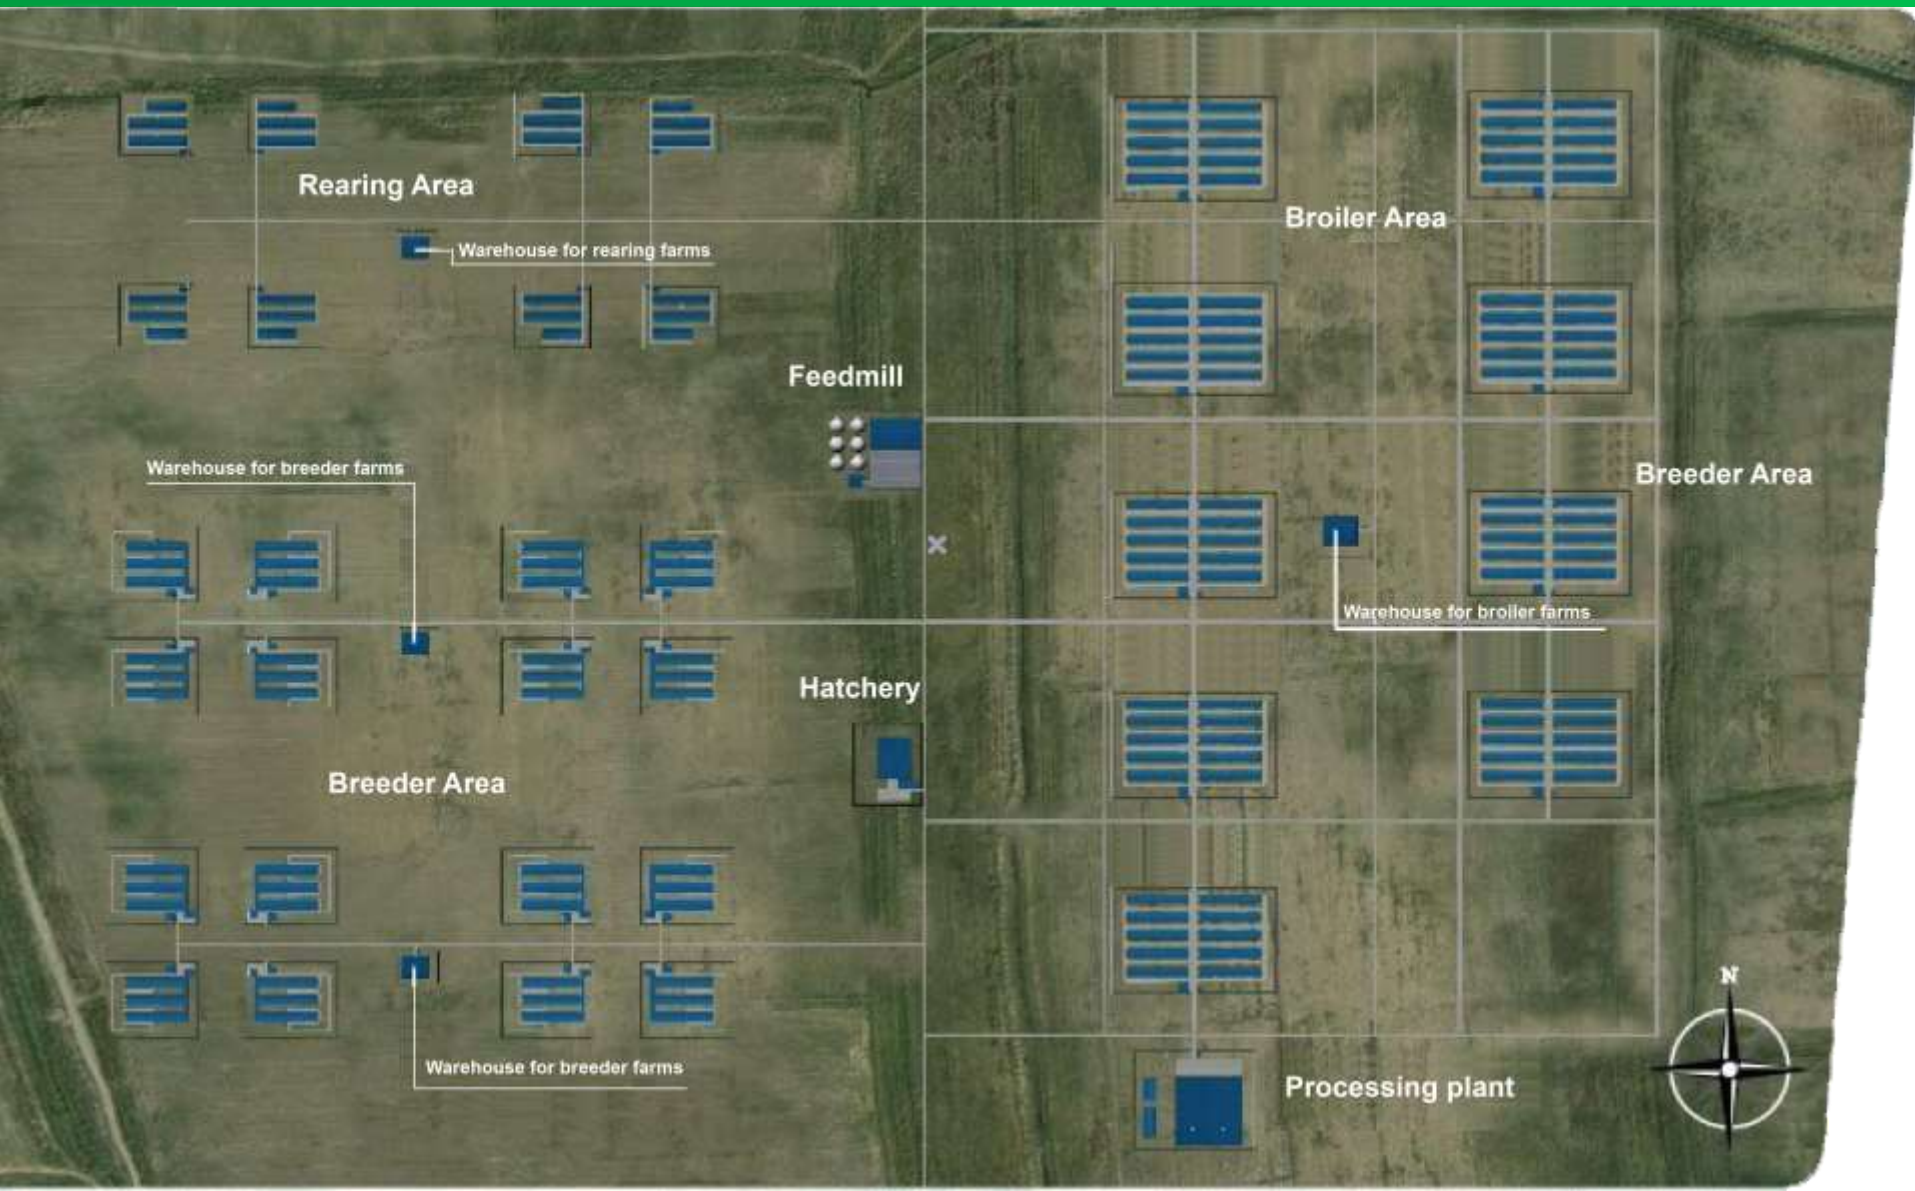 Rearing Area
Broiler Area
Warehouse for rearing farms
Feedmill
Warehouse for breeder farms
Breeder Area
Warehouse for broiler farms
Hatchery
Breeder Area
N
Warehouse for breeder farms
Processing plant